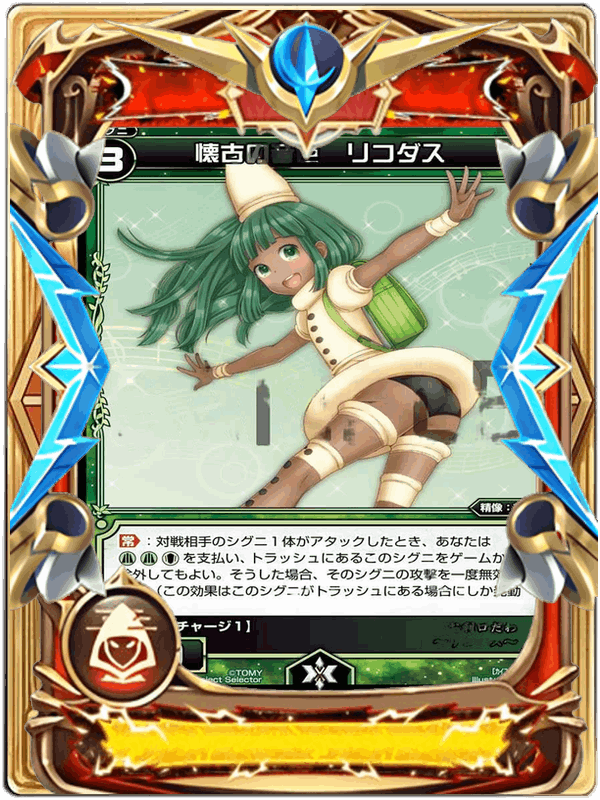 3
懐古の リコダス
精像:
常：対戦相手のシグニ１体がアタックしたとき、あなたは
を支払い、トラッシュにあるこのシグニをゲームか
外してもよい。そうした場合、そのシグニの攻撃を一度無効
（この効果はこのシグニがトラッシュにある場合にしか発動
チャージ１】
©TOMY
ject Selector
Illus